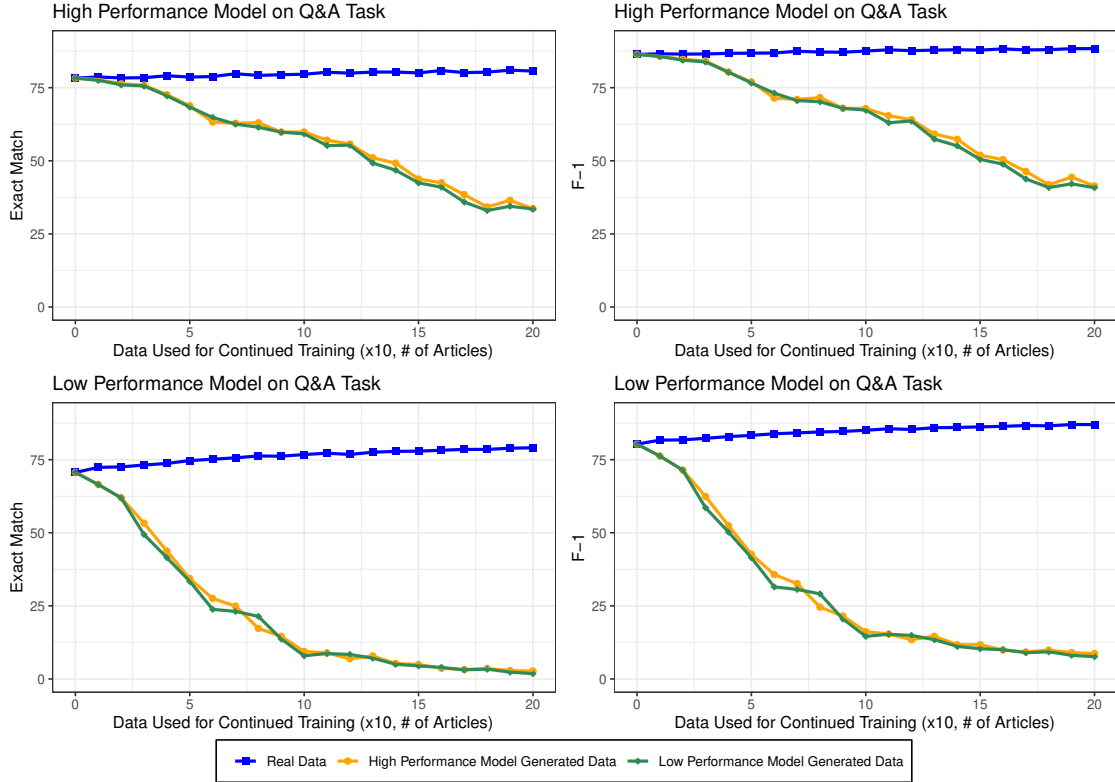 High Performance Model on Q&A Task
Exact Match
75
50
25
0
0 5 10 15 20
Data Used for Continued Training (x10, # of Articles)
High Performance Model on Q&A Task
F−1
75
50
25
0
0 5 10 15 20
Data Used for Continued Training (x10, # of Articles)
Low Performance Model on Q&A Task
Exact Match
75
50
25
0
0 5 10 15 20
Data Used for Continued Training (x10, # of Articles)
Low Performance Model on Q&A Task
F−1
75
50
25
0
0 5 10 15 20
Data Used for Continued Training (x10, # of Articles)
Real Data High Performance Model Generated Data Low Performance Model Generated Data